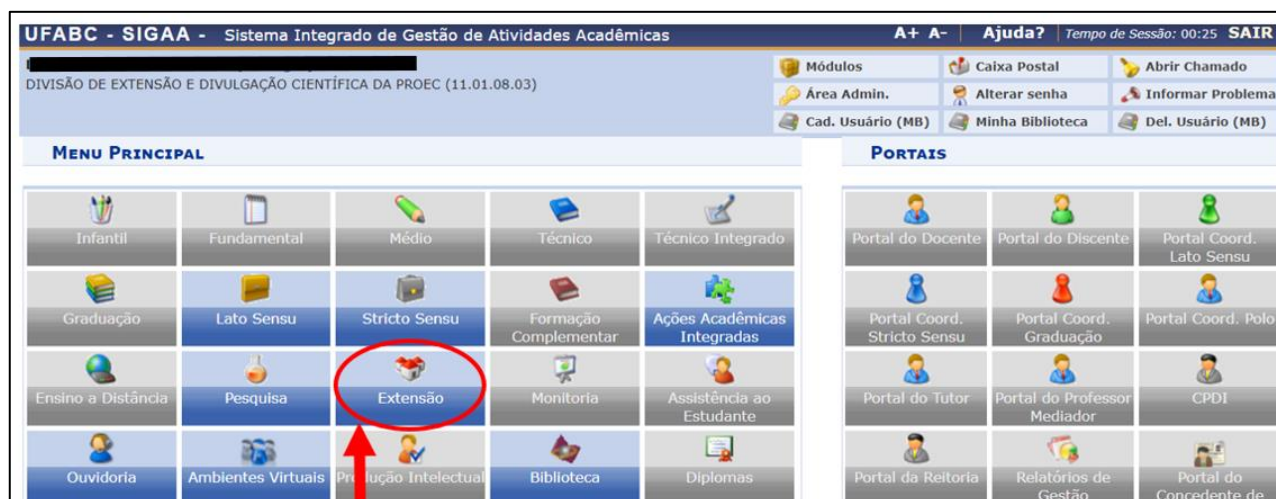 UFABC - SIGAA - Sistema Integrado de Gestão de Atividades Acadêmicas A+ A- Ajuda? Tempo de Sessão: 00:25 SAIR
DIVISÃO DE EXTENSÃO E DIVULGAÇÃO CIENTÍFICA DA PROEC (11.01.08.03)
Módulos Caixa Postal Abrir Chamado
Área Admin. Alterar senha Informar Problema
Cad. Usuário (MB) Minha Biblioteca Del. Usuário (MB)
MENU PRINCIPAL
Infantil Fundamental Médio Técnico Técnico Integrado
Graduação Lato Sensu Stricto Sensu Formação Complementar Ações Acadêmicas Integradas
Ensino a Distância Pesquisa Extensão Monitoria Assistência ao Estudante
Ouvidoria Ambientes Virtuais Produção Intelectual Biblioteca Diplomas
PORTAIS
Portal do Docente Portal do Discente Portal Coord. Lato Sensu
Portal Coord. Stricto Sensu Portal Coord. Graduação Portal Coord. Polo
Portal do Tutor Portal do Professor Mediador CPDI
Portal da Reitoria Relatórios de Gestão Portal do Concedente de